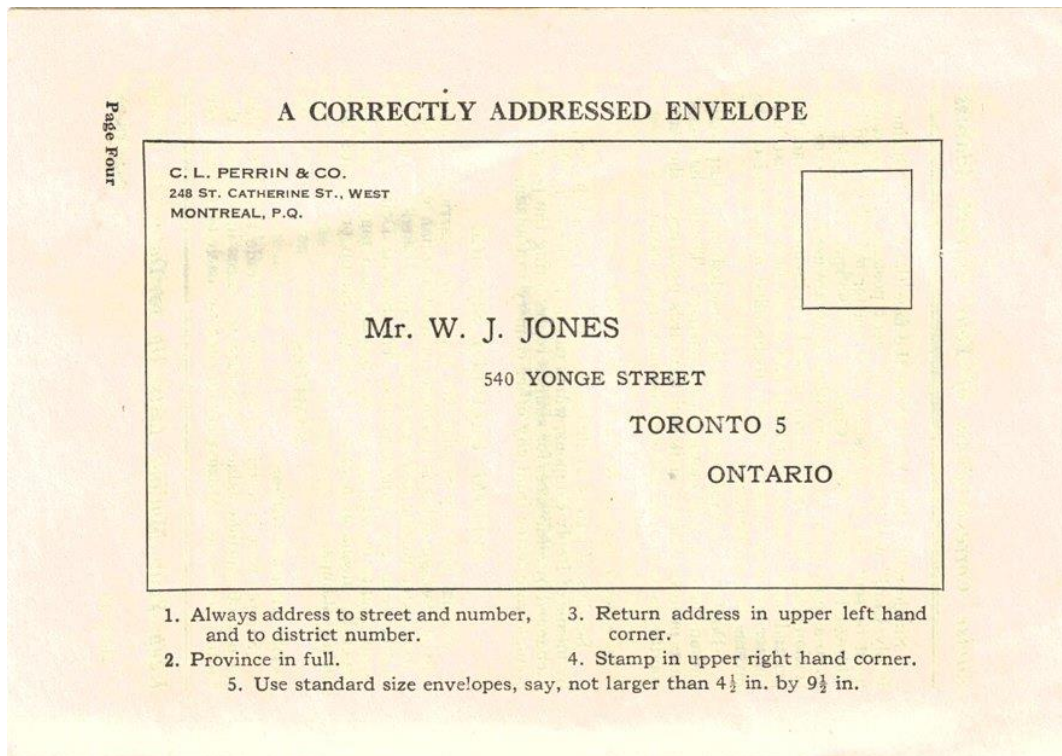 Page Four
A CORRECTLY ADDRESSED ENVELOPE
C. L. PERRIN & CO.
248 ST. CATHERINE ST., WEST
MONTREAL, P.Q.
Mr. W. J. JONES
540 YONGE STREET
TORONTO 5
ONTARIO
1. Always address to street and number,
and to district number.
2. Province in full.
3. Return address in upper left hand
corner.
4. Stamp in upper right hand corner.
5. Use standard size envelopes, say, not larger than 4½ in. by 9½ in.